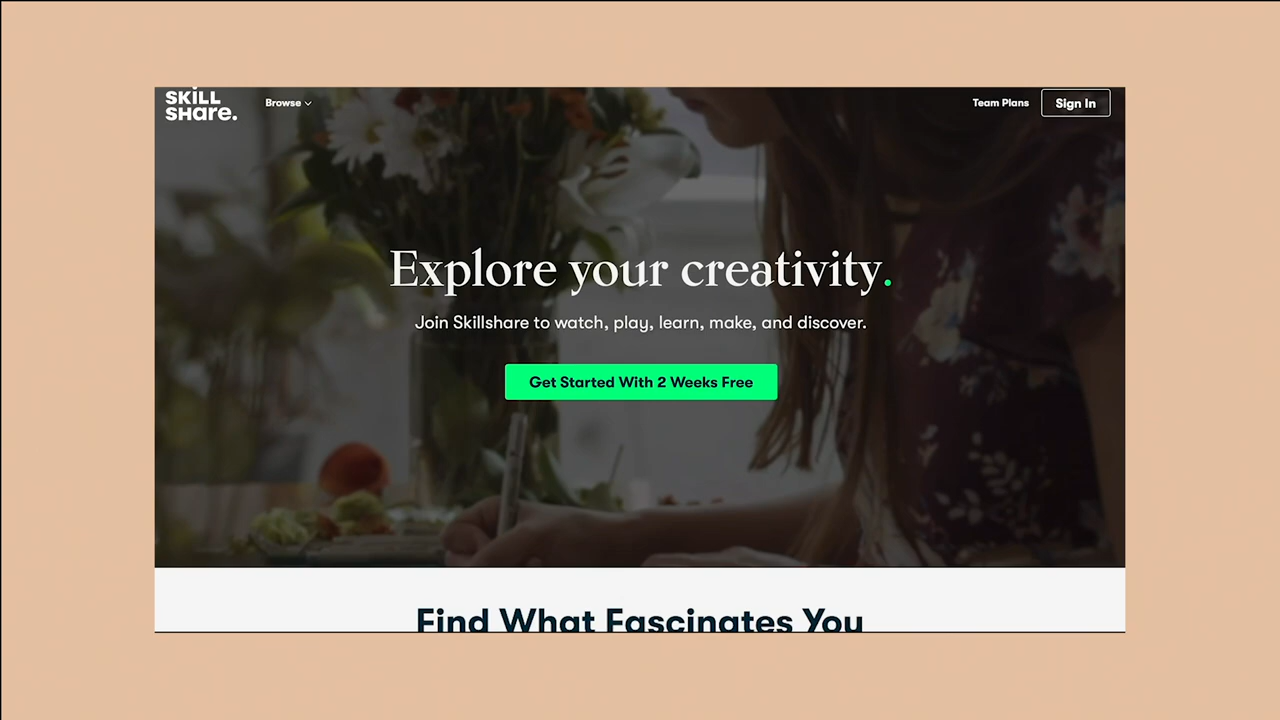 SKILL
SHare.
Browse
Team Plans
Sign In
Explore your creativity.
Join Skillshare to watch, play, learn, make, and discover.
Get Started With 2 Weeks Free
Find What Fascinates You